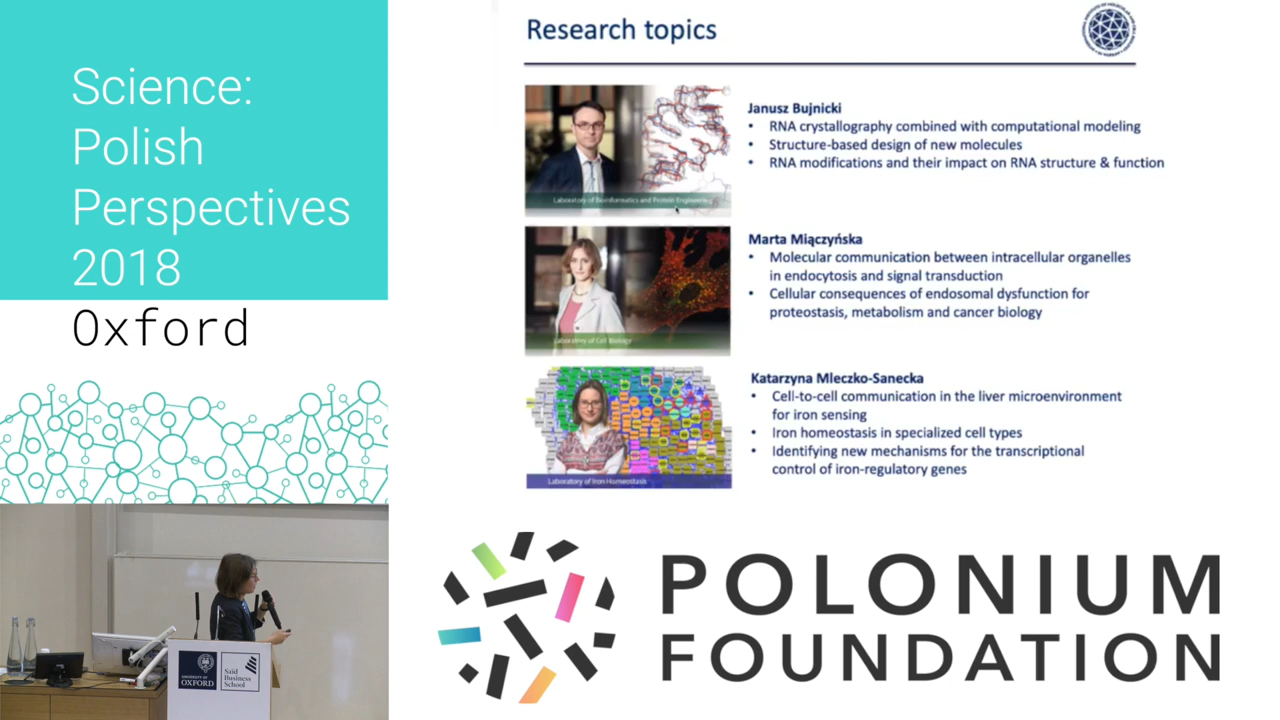 Science:
Polish
Perspectives
2018
Oxford
Research topics
Janusz Bujnicki
• RNA crystallography combined with computational modeling
• Structure-based design of new molecules
• RNA modifications and their impact on RNA structure & function
Laboratory of Bioinformatics and Protein Engineering
Marta Miączyńska
• Molecular communication between intracellular organelles
in endocytosis and signal transduction
• Cellular consequences of endosomal dysfunction for
proteostasis, metabolism and cancer biology
Laboratory of Cell Biology
Katarzyna Mleczko-Sanecka
• Cell-to-cell communication in the liver microenvironment
for iron sensing
• Iron homeostasis in specialized cell types
• Identifying new mechanisms for the transcriptional
control of iron-regulatory genes
Laboratory of Iron Homeostasis
UNIVERSITY OF
OXFORD
Saïd
Business
School
POLONIUM
FOUNDATION